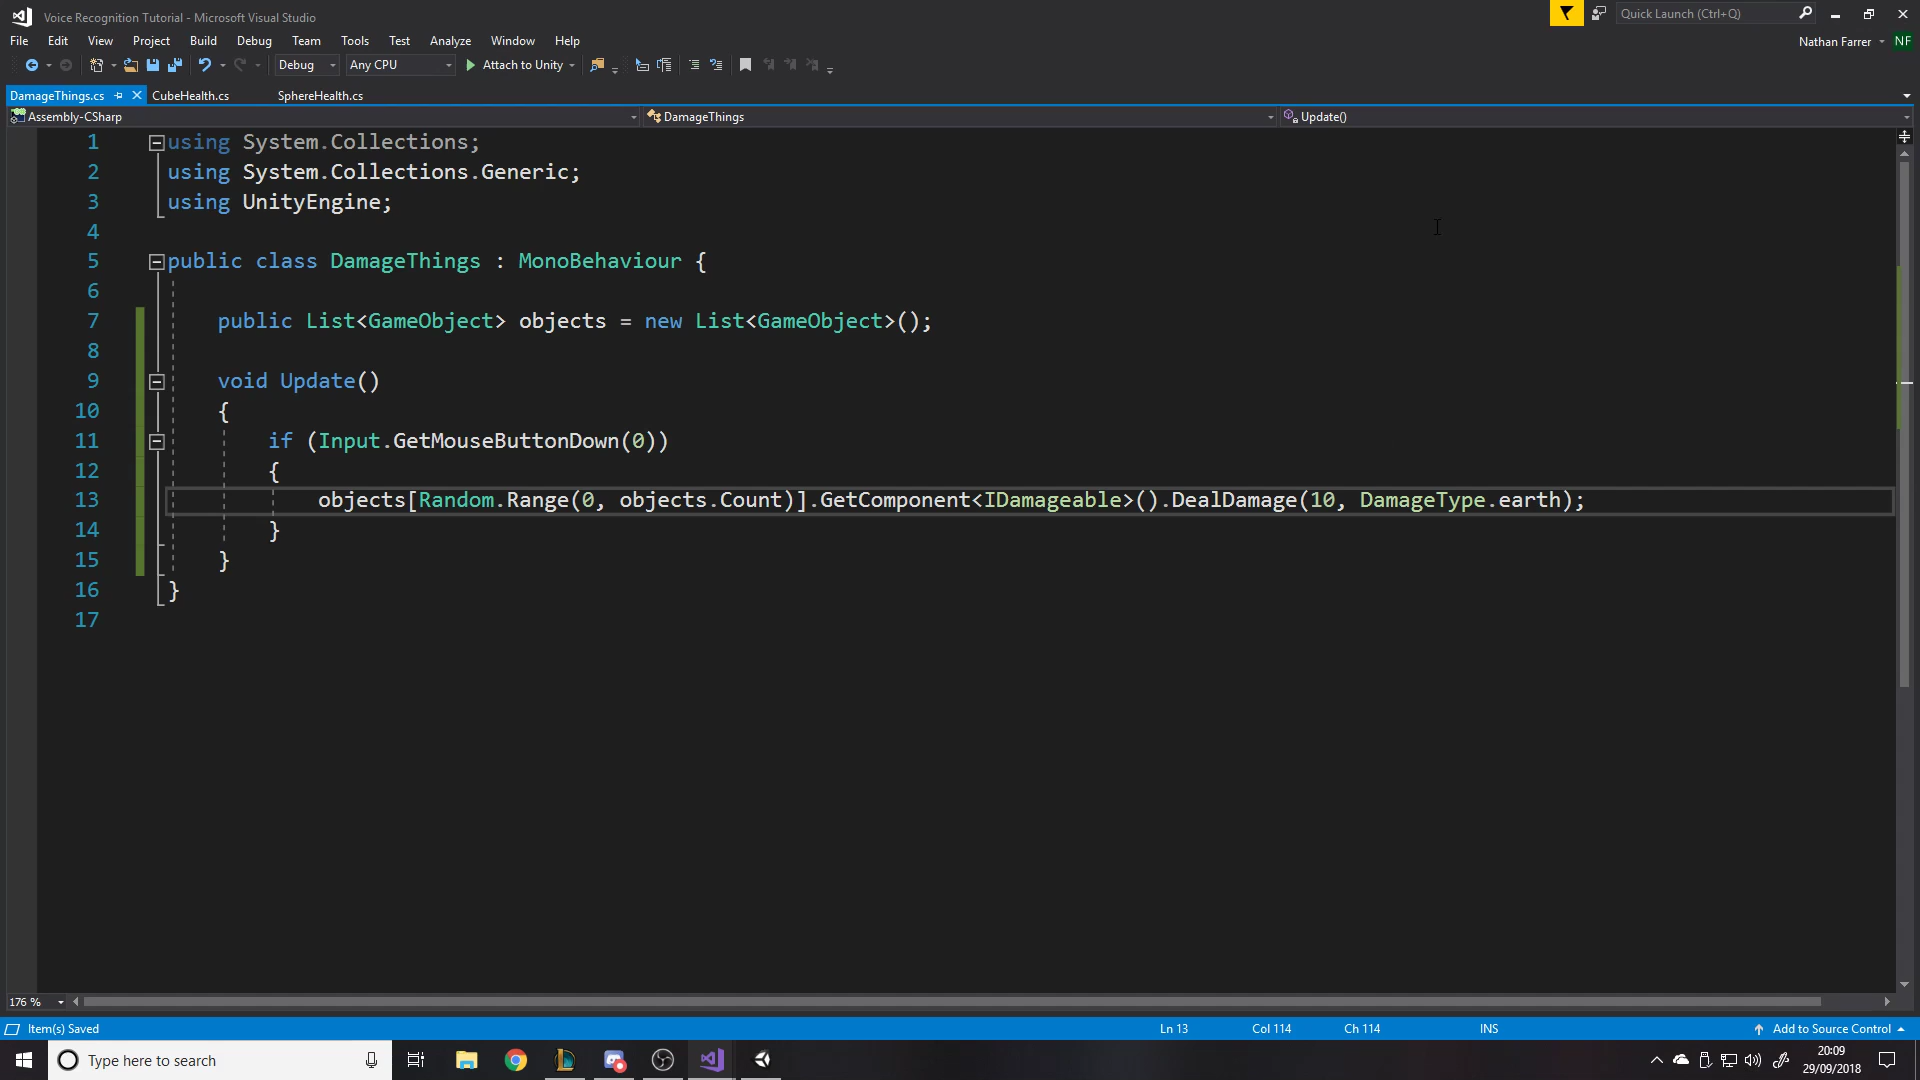 Voice Recognition Tutorial - Microsoft Visual Studio
Quick Launch (Ctrl+Q)
File Edit View Project Build Debug Team Tools Test Analyze Window Help
Nathan Farrer NF
Debug Any CPU Attach to Unity
DamageThings.cs CubeHealth.cs SphereHealth.cs
Assembly-CSharp DamageThings Update()
1 using System.Collections;
2 using System.Collections.Generic;
3 using UnityEngine;
4
5 public class DamageThings : MonoBehaviour {
6
7 public List<GameObject> objects = new List<GameObject>();
8
9 void Update()
10 {
11 if (Input.GetMouseButtonDown(0))
12 {
13 objects[Random.Range(0, objects.Count)].GetComponent<IDamageable>().DealDamage(10, DamageType.earth);
14 }
15 }
16 }
17
176 %
Item(s) Saved Ln 13 Col 114 Ch 114 INS Add to Source Control
Type here to search
20:09
29/09/2018